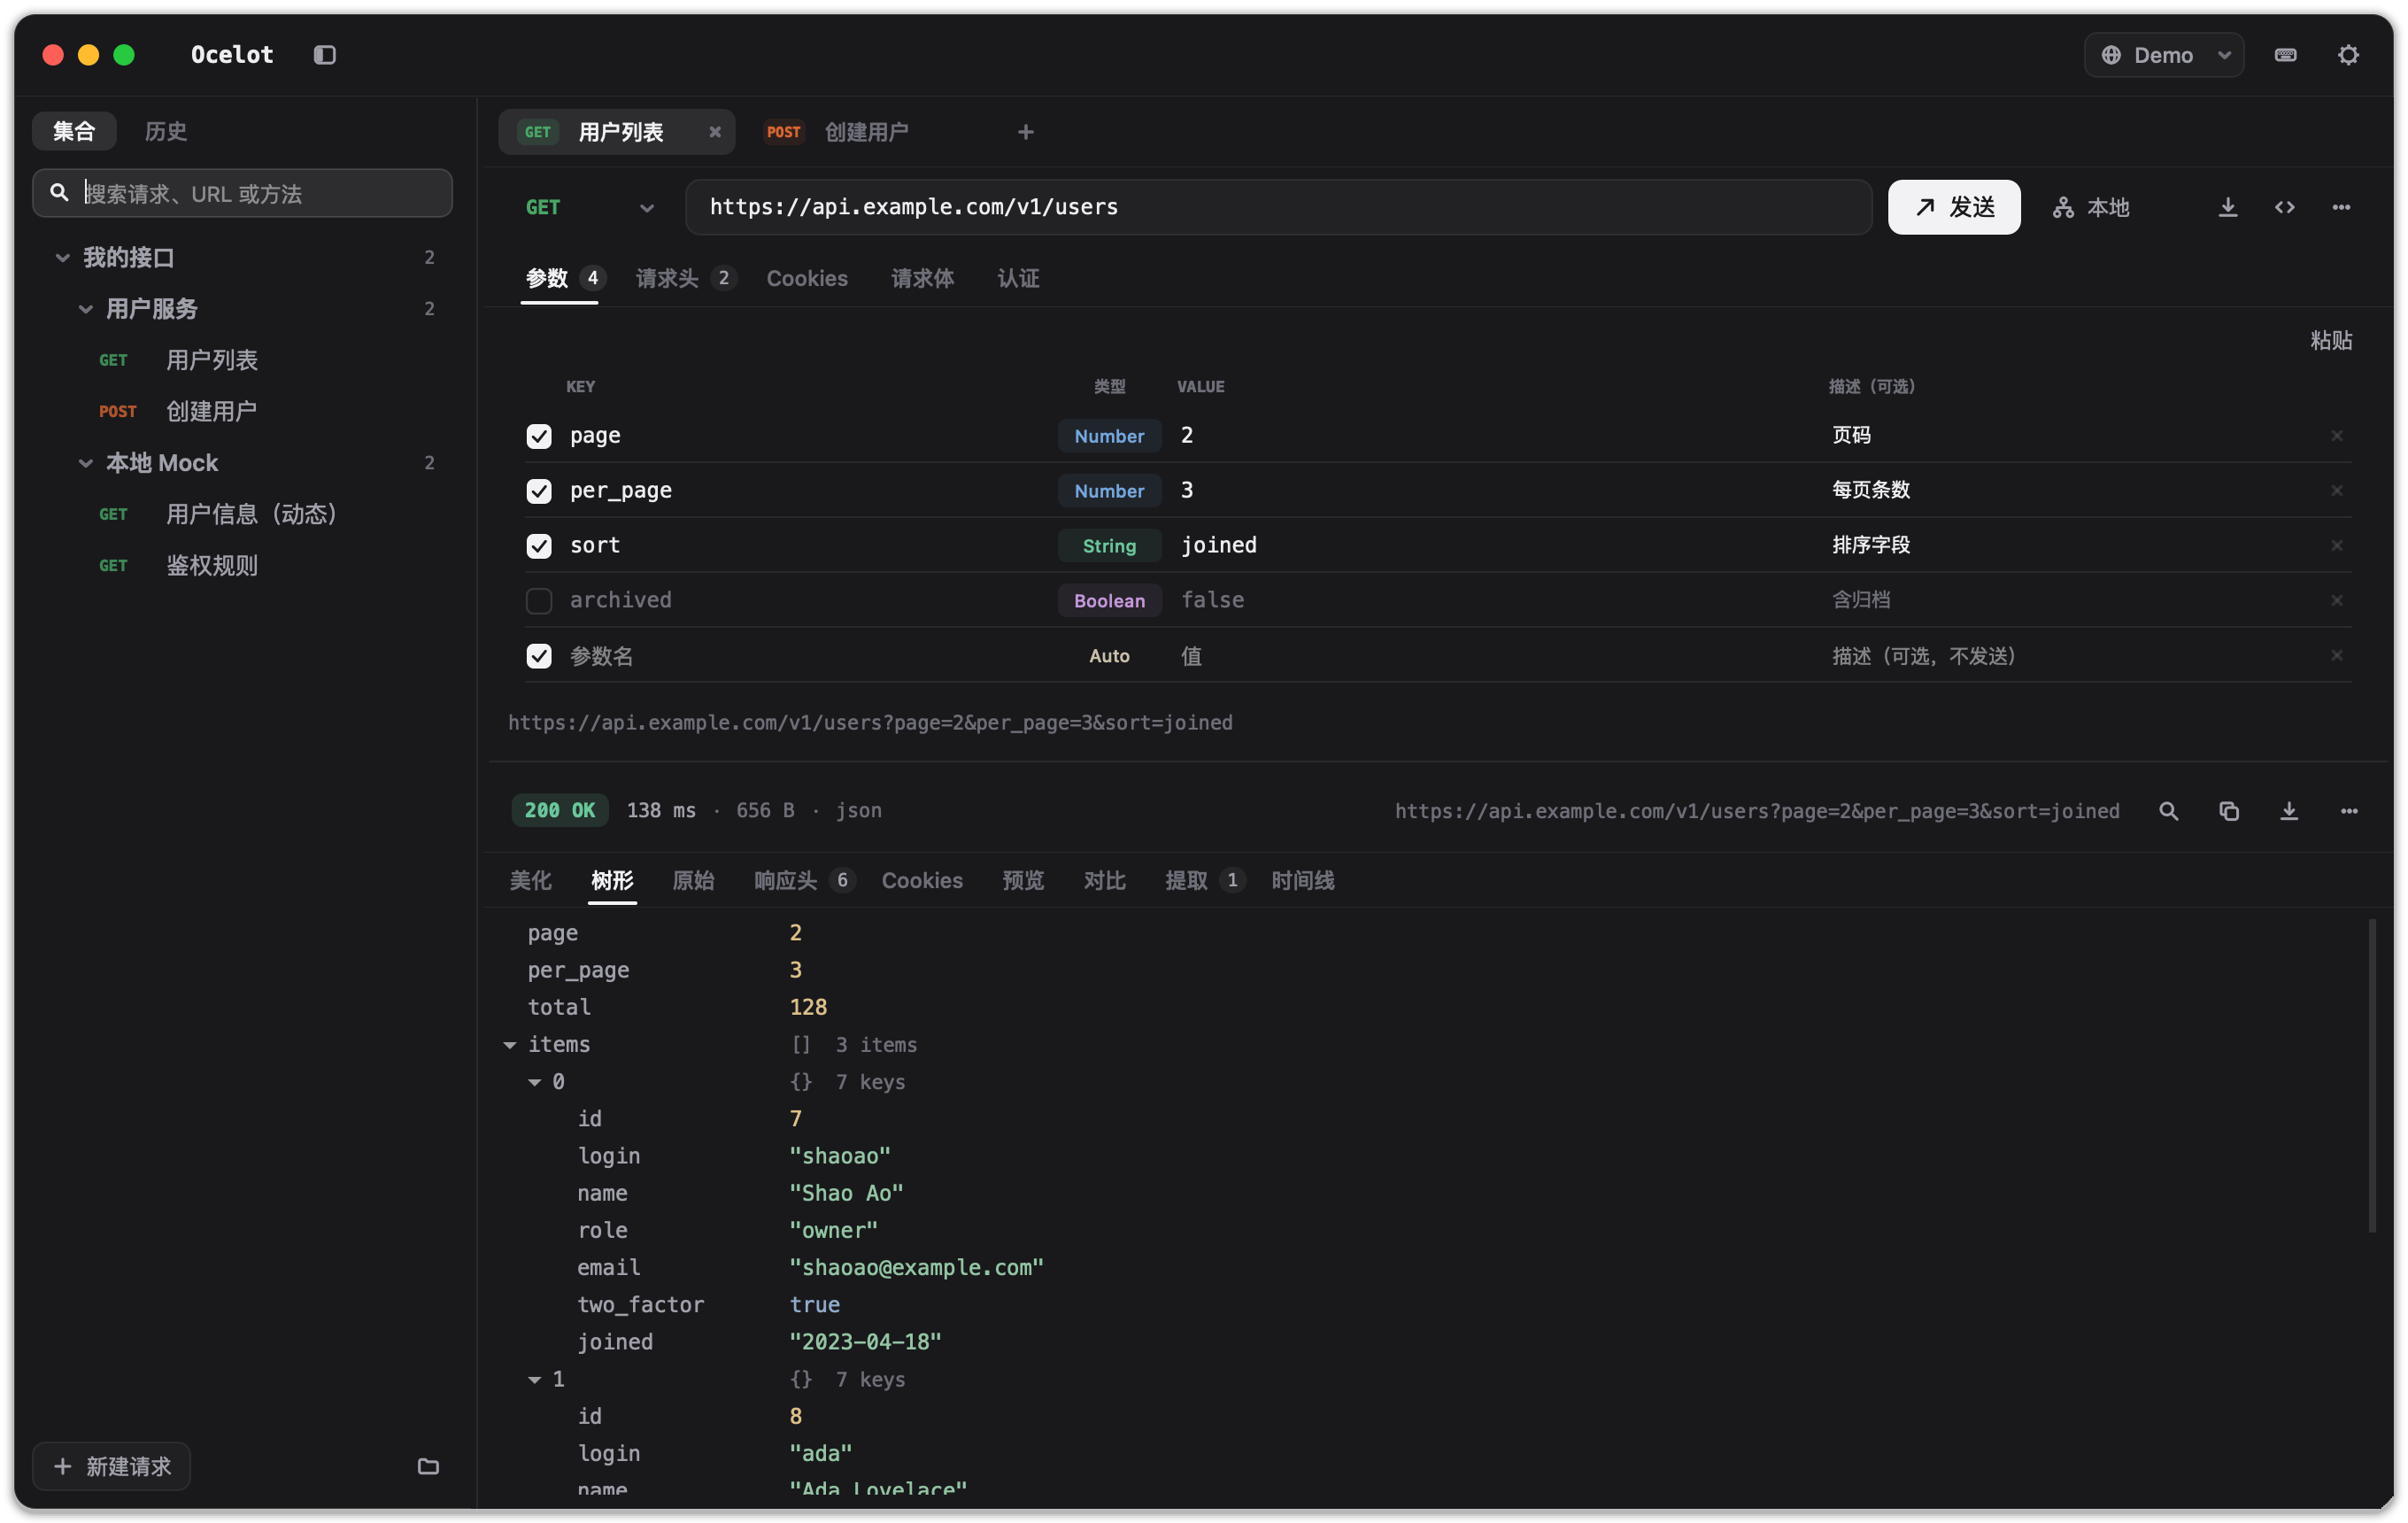 Ocelot
Demo
集合 历史
搜索请求、URL 或方法
我的接口 2
用户服务 2
GET 用户列表
POST 创建用户
本地 Mock 2
GET 用户信息（动态）
GET 鉴权规则
新建请求
GET 用户列表 POST 创建用户
GET https://api.example.com/v1/users 发送 本地
参数 4 请求头 2 Cookies 请求体 认证
粘贴
KEY 类型 VALUE 描述（可选）
page Number 2 页码
per_page Number 3 每页条数
sort String joined 排序字段
archived Boolean false 含归档
参数名 Auto 值 描述（可选，不发送）
https://api.example.com/v1/users?page=2&per_page=3&sort=joined
200 OK 138 ms · 656 B · json https://api.example.com/v1/users?page=2&per_page=3&sort=joined
美化 树形 原始 响应头 6 Cookies 预览 对比 提取 1 时间线
page 2
per_page 3
total 128
items [] 3 items
0 {} 7 keys
id 7
login "shaoao"
name "Shao Ao"
role "owner"
email "shaoao@example.com"
two_factor true
joined "2023-04-18"
1 {} 7 keys
id 8
login "ada"
name "Ada Lovelace"